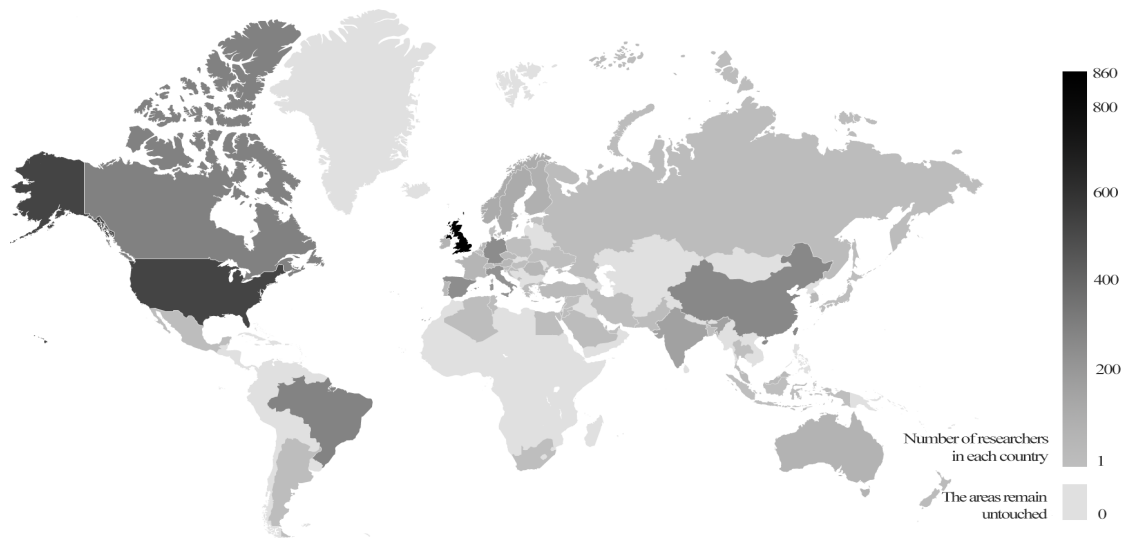 860
800
600
400
200
Number of researchers
in each country
1
The areas remain
untouched
0